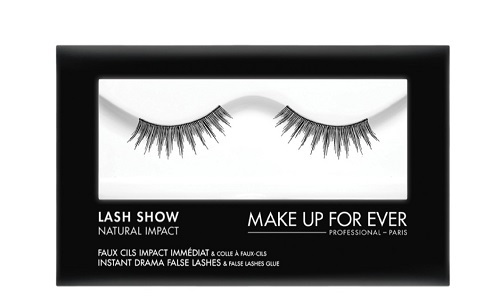 LASH SHOW
NATURAL IMPACT
MAKE UP FOR EVER
PROFESSIONAL – PARIS
FAUX CILS IMPACT IMMÉDIAT & COLLE À FAUX-CILS
INSTANT DRAMA FALSE LASHES & FALSE LASHES GLUE